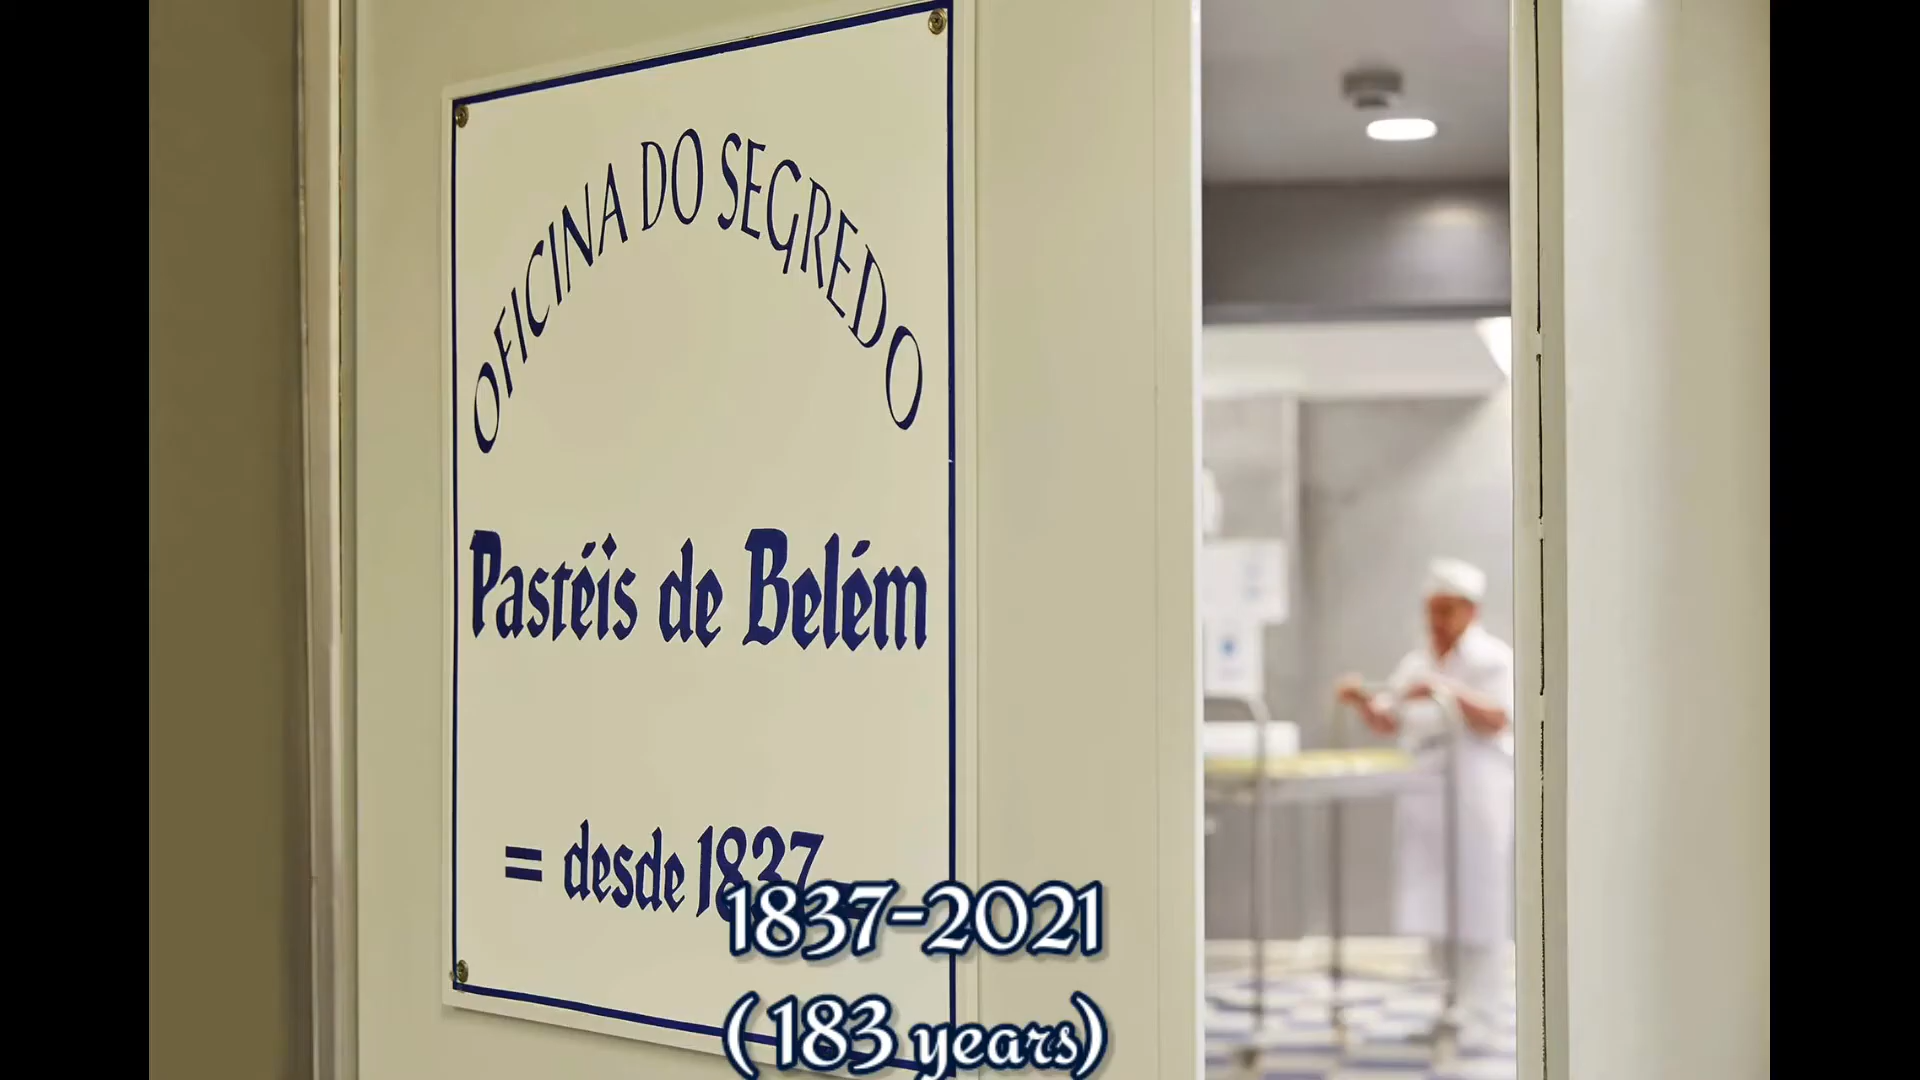 OFICINA DO SEGREDO
Pastéis de Belém
= desde 1837
1837-2021
(183 years)